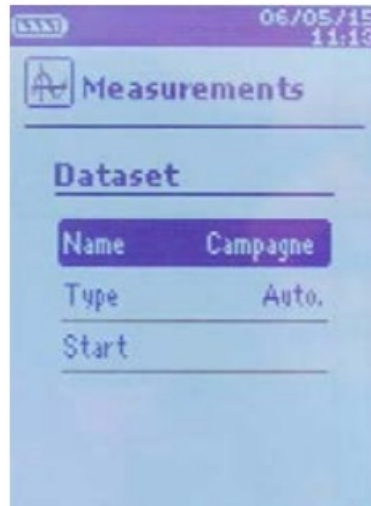 06/05/15
11:13
Measurements
Dataset
Name Campagne
Type Auto.
Start